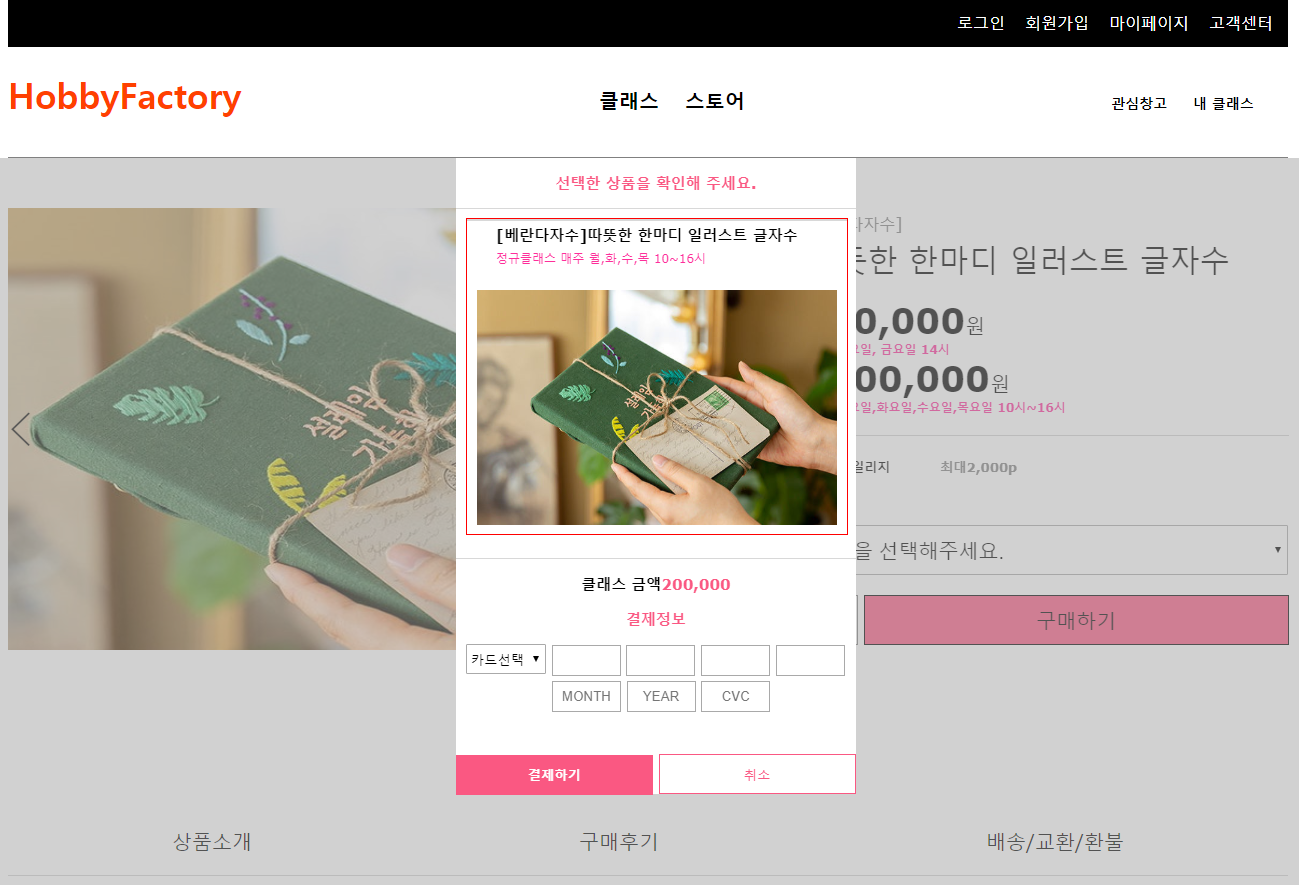 로그인 회원가입 마이페이지 고객센터
HobbyFactory
클래스 스토어
관심창고 내 클래스
선택한 상품을 확인해 주세요.
[베란다자수]따뜻한 한마디 일러스트 글자수
정규클래스 매주 월,화,수,목 10~16시
클래스 금액200,000
결제정보
카드선택 ▼
MONTH YEAR CVC
결제하기 취소
다자수]
뜻한 한마디 일러스트 글자수
0,000원
요일, 금요일 14시
00,000원
요일,화요일,수요일,목요일 10시~16시
일리지 최대2,000p
을 선택해주세요.
구매하기
상품소개 구매후기 배송/교환/환불